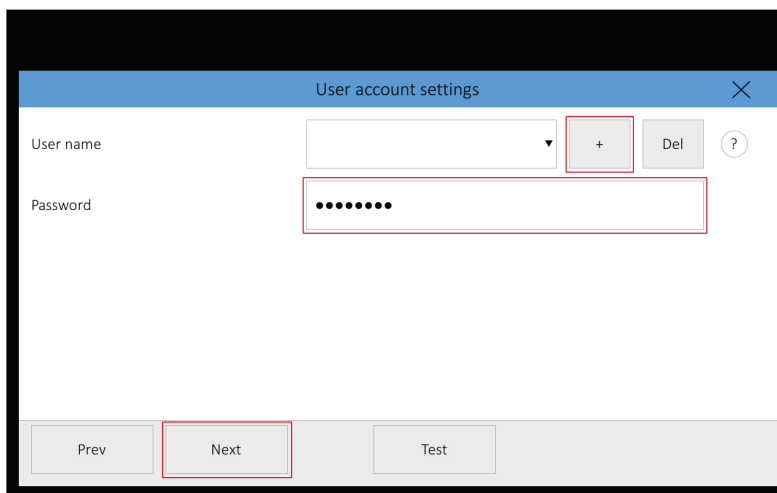 User account settings
User name
▼
+
Del
?
Password
●●●●●●●●
Prev
Next
Test